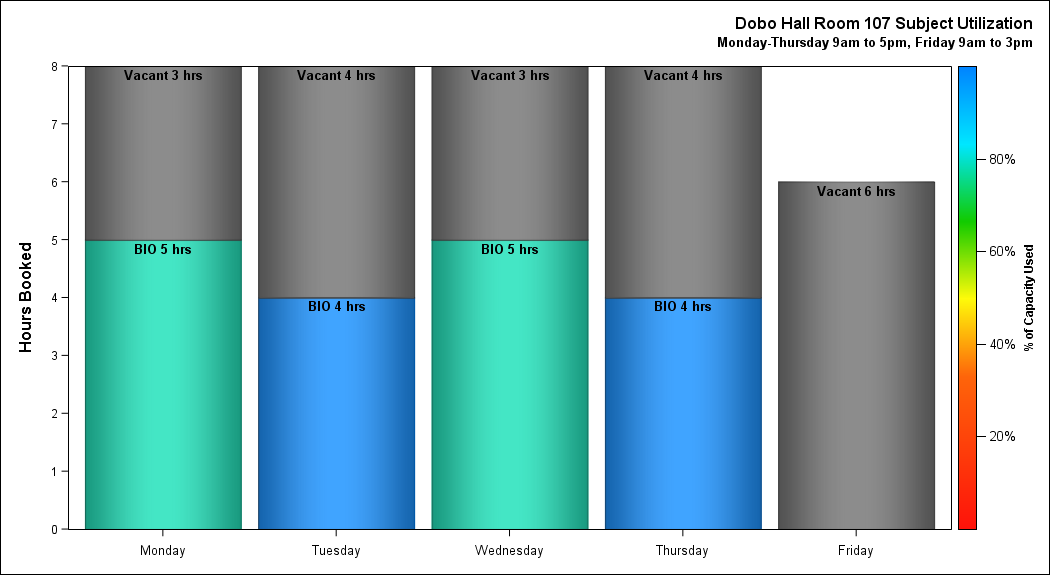 Dobo Hall Room 107 Subject Utilization
Monday-Thursday 9am to 5pm, Friday 9am to 3pm
Hours Booked
8
7
6
5
4
3
2
1
0
Vacant 3 hrs
BIO 5 hrs
Vacant 4 hrs
BIO 4 hrs
Vacant 3 hrs
BIO 5 hrs
Vacant 4 hrs
BIO 4 hrs
Vacant 6 hrs
Monday
Tuesday
Wednesday
Thursday
Friday
80%
60%
40%
20%
% of Capacity Used